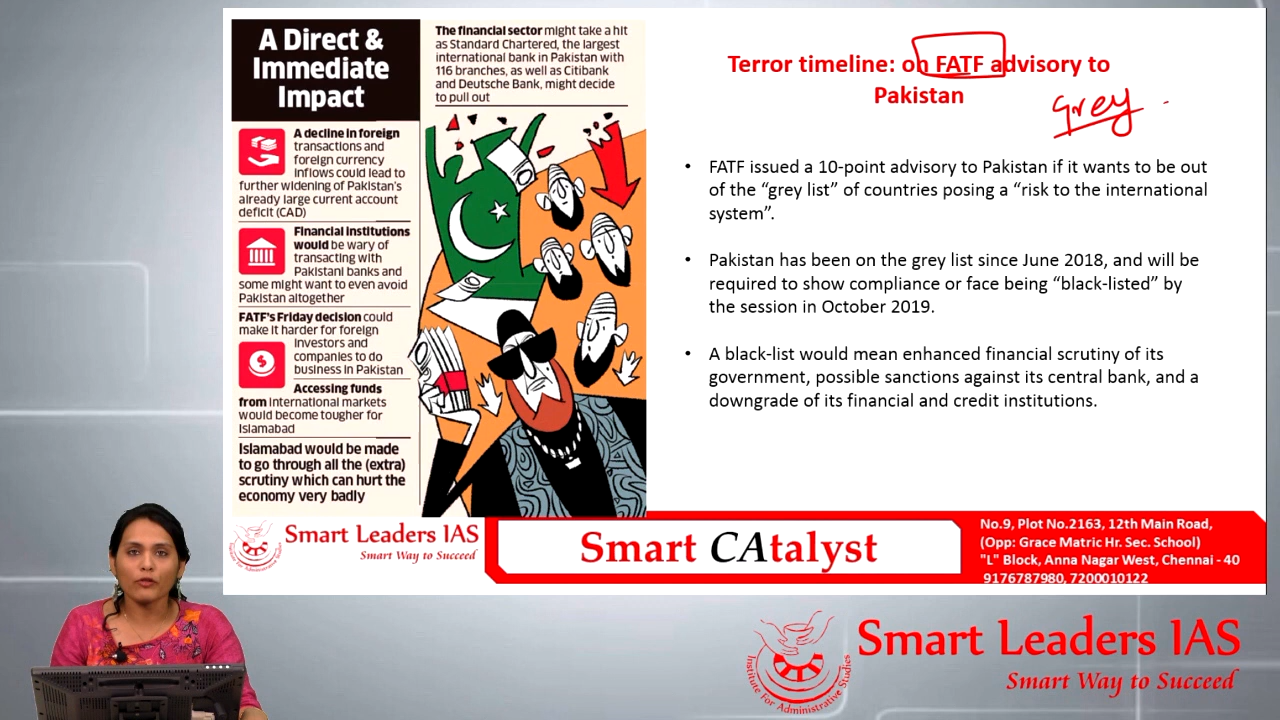 A Direct &
Immediate
Impact
A decline in foreign
transactions and
foreign currency
inflows could lead to
further widening of Pakistan's
already large current account
deficit (CAD)
Financial institutions
would be wary of
transacting with
Pakistani banks and
some might want to even avoid
Pakistan altogether
FATF's Friday decision could
make it harder for foreign
investors and
companies to do
business in Pakistan
Accessing funds
from international markets
would become tougher for
Islamabad
Islamabad would be made
to go through all the (extra)
scrutiny which can hurt the
economy very badly
The financial sector might take a hit
as Standard Chartered, the largest
international bank in Pakistan with
116 branches, as well as Citibank
and Deutsche Bank, might decide
to pull out
Terror timeline: on FATF advisory to
Pakistan
grey
• FATF issued a 10-point advisory to Pakistan if it wants to be out
of the “grey list” of countries posing a “risk to the international
system”.
• Pakistan has been on the grey list since June 2018, and will be
required to show compliance or face being “black-listed” by
the session in October 2019.
• A black-list would mean enhanced financial scrutiny of its
government, possible sanctions against its central bank, and a
downgrade of its financial and credit institutions.
Smart Leaders IAS
Smart Way to Succeed
Smart CAtalyst
No.9, Plot No.2163, 12th Main Road,
(Opp: Grace Matric Hr. Sec. School)
"L" Block, Anna Nagar West, Chennai - 40
9176787980, 7200010122
Institute For Administrative Studies
Smart Leaders IAS
Smart Way to Succeed